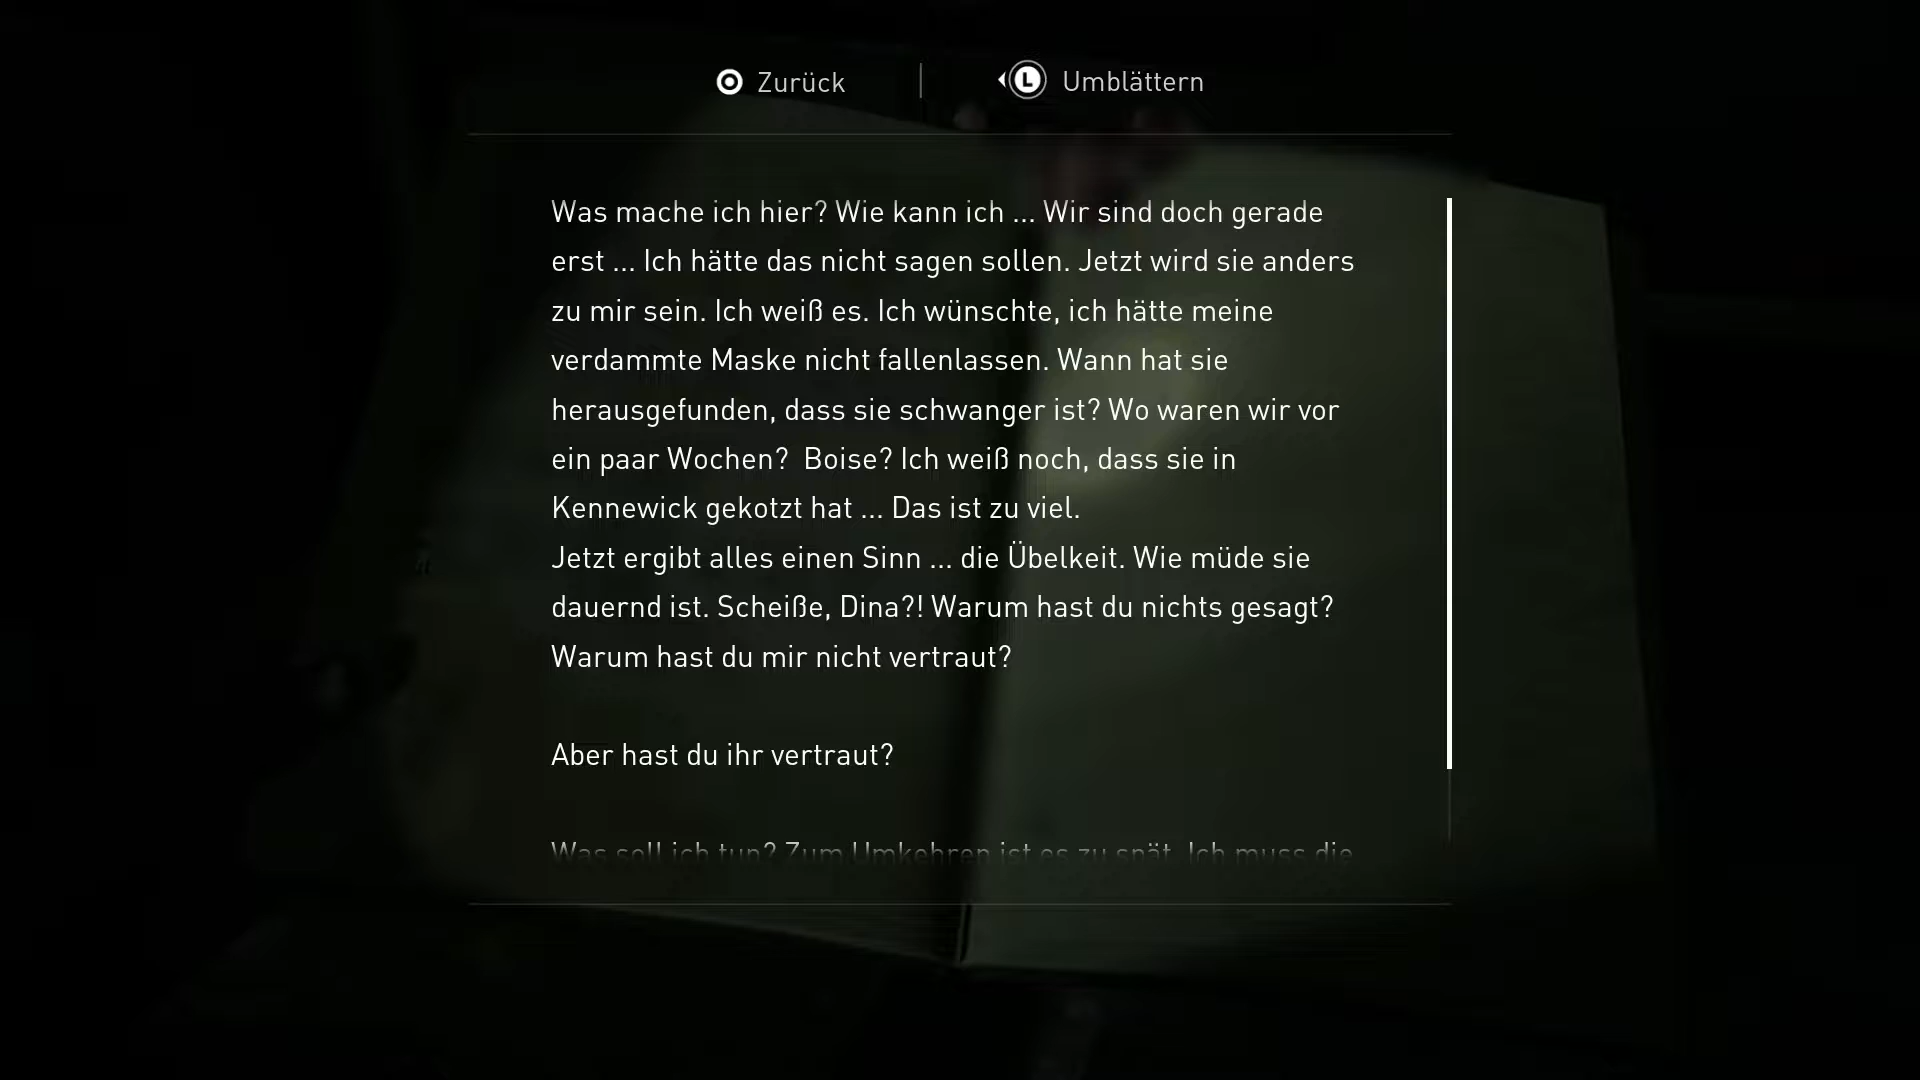 Zurück
L Umblättern
Was mache ich hier? Wie kann ich ... Wir sind doch gerade
erst ... Ich hätte das nicht sagen sollen. Jetzt wird sie anders
zu mir sein. Ich weiß es. Ich wünschte, ich hätte meine
verdammte Maske nicht fallenlassen. Wann hat sie
herausgefunden, dass sie schwanger ist? Wo waren wir vor
ein paar Wochen?  Boise? Ich weiß noch, dass sie in
Kennewick gekotzt hat ... Das ist zu viel.
Jetzt ergibt alles einen Sinn ... die Übelkeit. Wie müde sie
dauernd ist. Scheiße, Dina?! Warum hast du nichts gesagt?
Warum hast du mir nicht vertraut?
Aber hast du ihr vertraut?
Was soll ich tun? Zum Umkehren ist es zu spät. Ich muss die